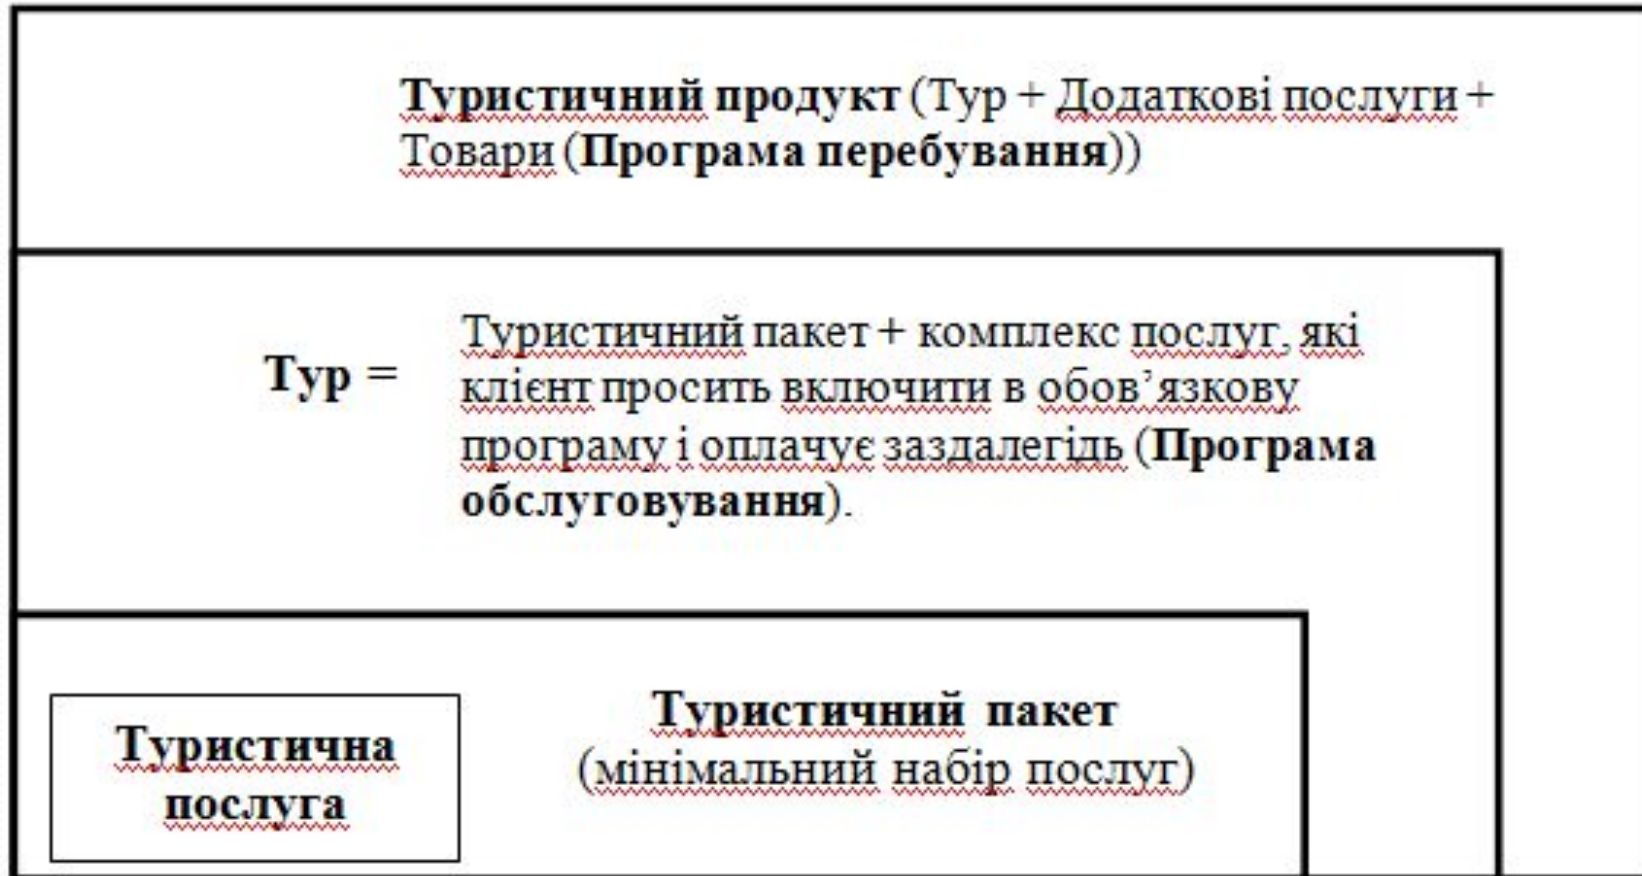 Туристичний продукт (Тур + Додаткові послуги +
Товари (Програма перебування))
Тур =
Туристичний пакет + комплекс послуг, які
клієнт просить включити в обов’язкову
програму і оплачує заздалегідь (Програма
обслуговування).
Туристична
послуга
Туристичний пакет
(мінімальний набір послуг)